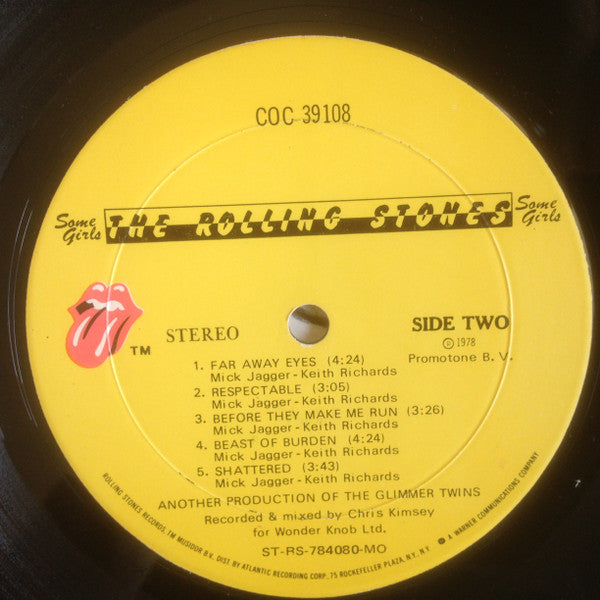 COC 39108
Some Girls THE ROLLING STONES Some Girls
TM
STEREO
SIDE TWO
℗ 1978
Promotone B. V.
1. FAR AWAY EYES (4:24)
Mick Jagger - Keith Richards
2. RESPECTABLE (3:05)
Mick Jagger - Keith Richards
3. BEFORE THEY MAKE ME RUN (3:26)
Mick Jagger - Keith Richards
4. BEAST OF BURDEN (4:24)
Mick Jagger - Keith Richards
5. SHATTERED (3:43)
Mick Jagger - Keith Richards
ANOTHER PRODUCTION OF THE GLIMMER TWINS
Recorded & mixed by Chris Kimsey
for Wonder Knob Ltd.
ST-RS-784080-MO
ROLLING STONES RECORDS, TM MUSIDOR B.V. DIST. BY ATLANTIC RECORDING CORP. 75 ROCKEFELLER PLAZA, N.Y. N.Y. A WARNER COMMUNICATIONS COMPANY